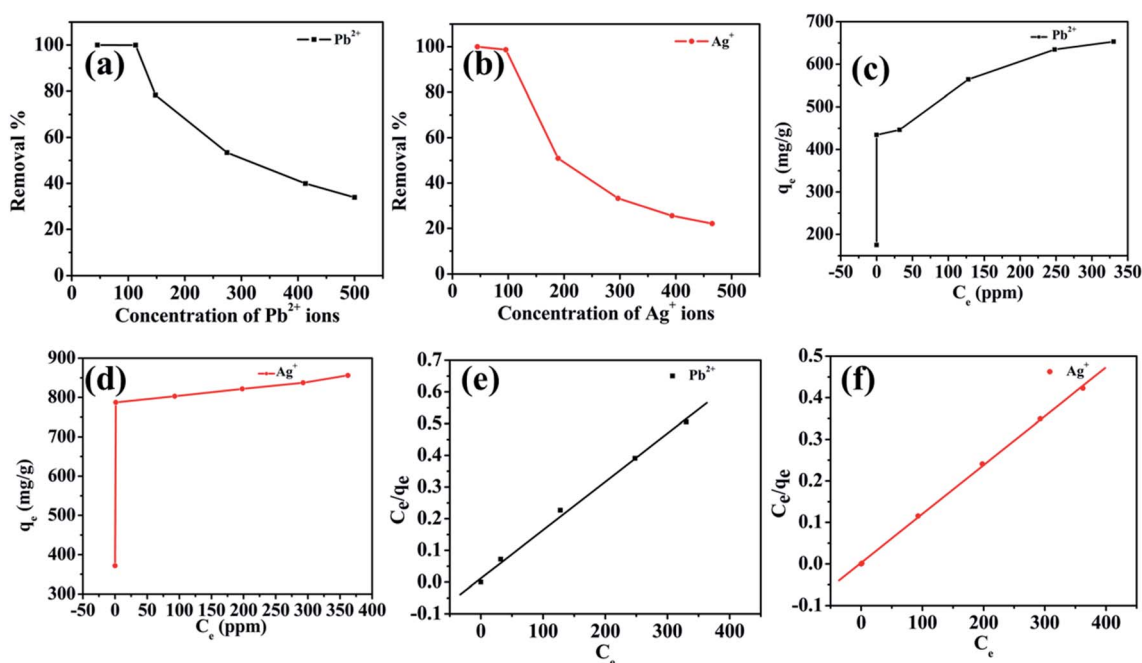 (a)
Pb²⁺
100
80
60
40
20
0
Removal %
0 100 200 300 400 500
Concentration of Pb²⁺ ions
(b)
Ag⁺
100
80
60
40
20
0
Removal %
0 100 200 300 400 500
Concentration of Ag⁺ ions
(c)
Pb²⁺
700
600
500
400
300
200
qₑ (mg/g)
-50 0 50 100 150 200 250 300 350
Cₑ (ppm)
(d)
Ag⁺
900
800
700
600
500
400
300
qₑ (mg/g)
-50 0 50 100 150 200 250 300 350 400
Cₑ (ppm)
(e)
Pb²⁺
0.7
0.6
0.5
0.4
0.3
0.2
0.1
0.0
-0.1
Cₑ/qₑ
0 100 200 300 400
Cₑ
(f)
Ag⁺
0.5
0.4
0.3
0.2
0.1
0.0
-0.1
Cₑ/qₑ
0 100 200 300 400
Cₑ